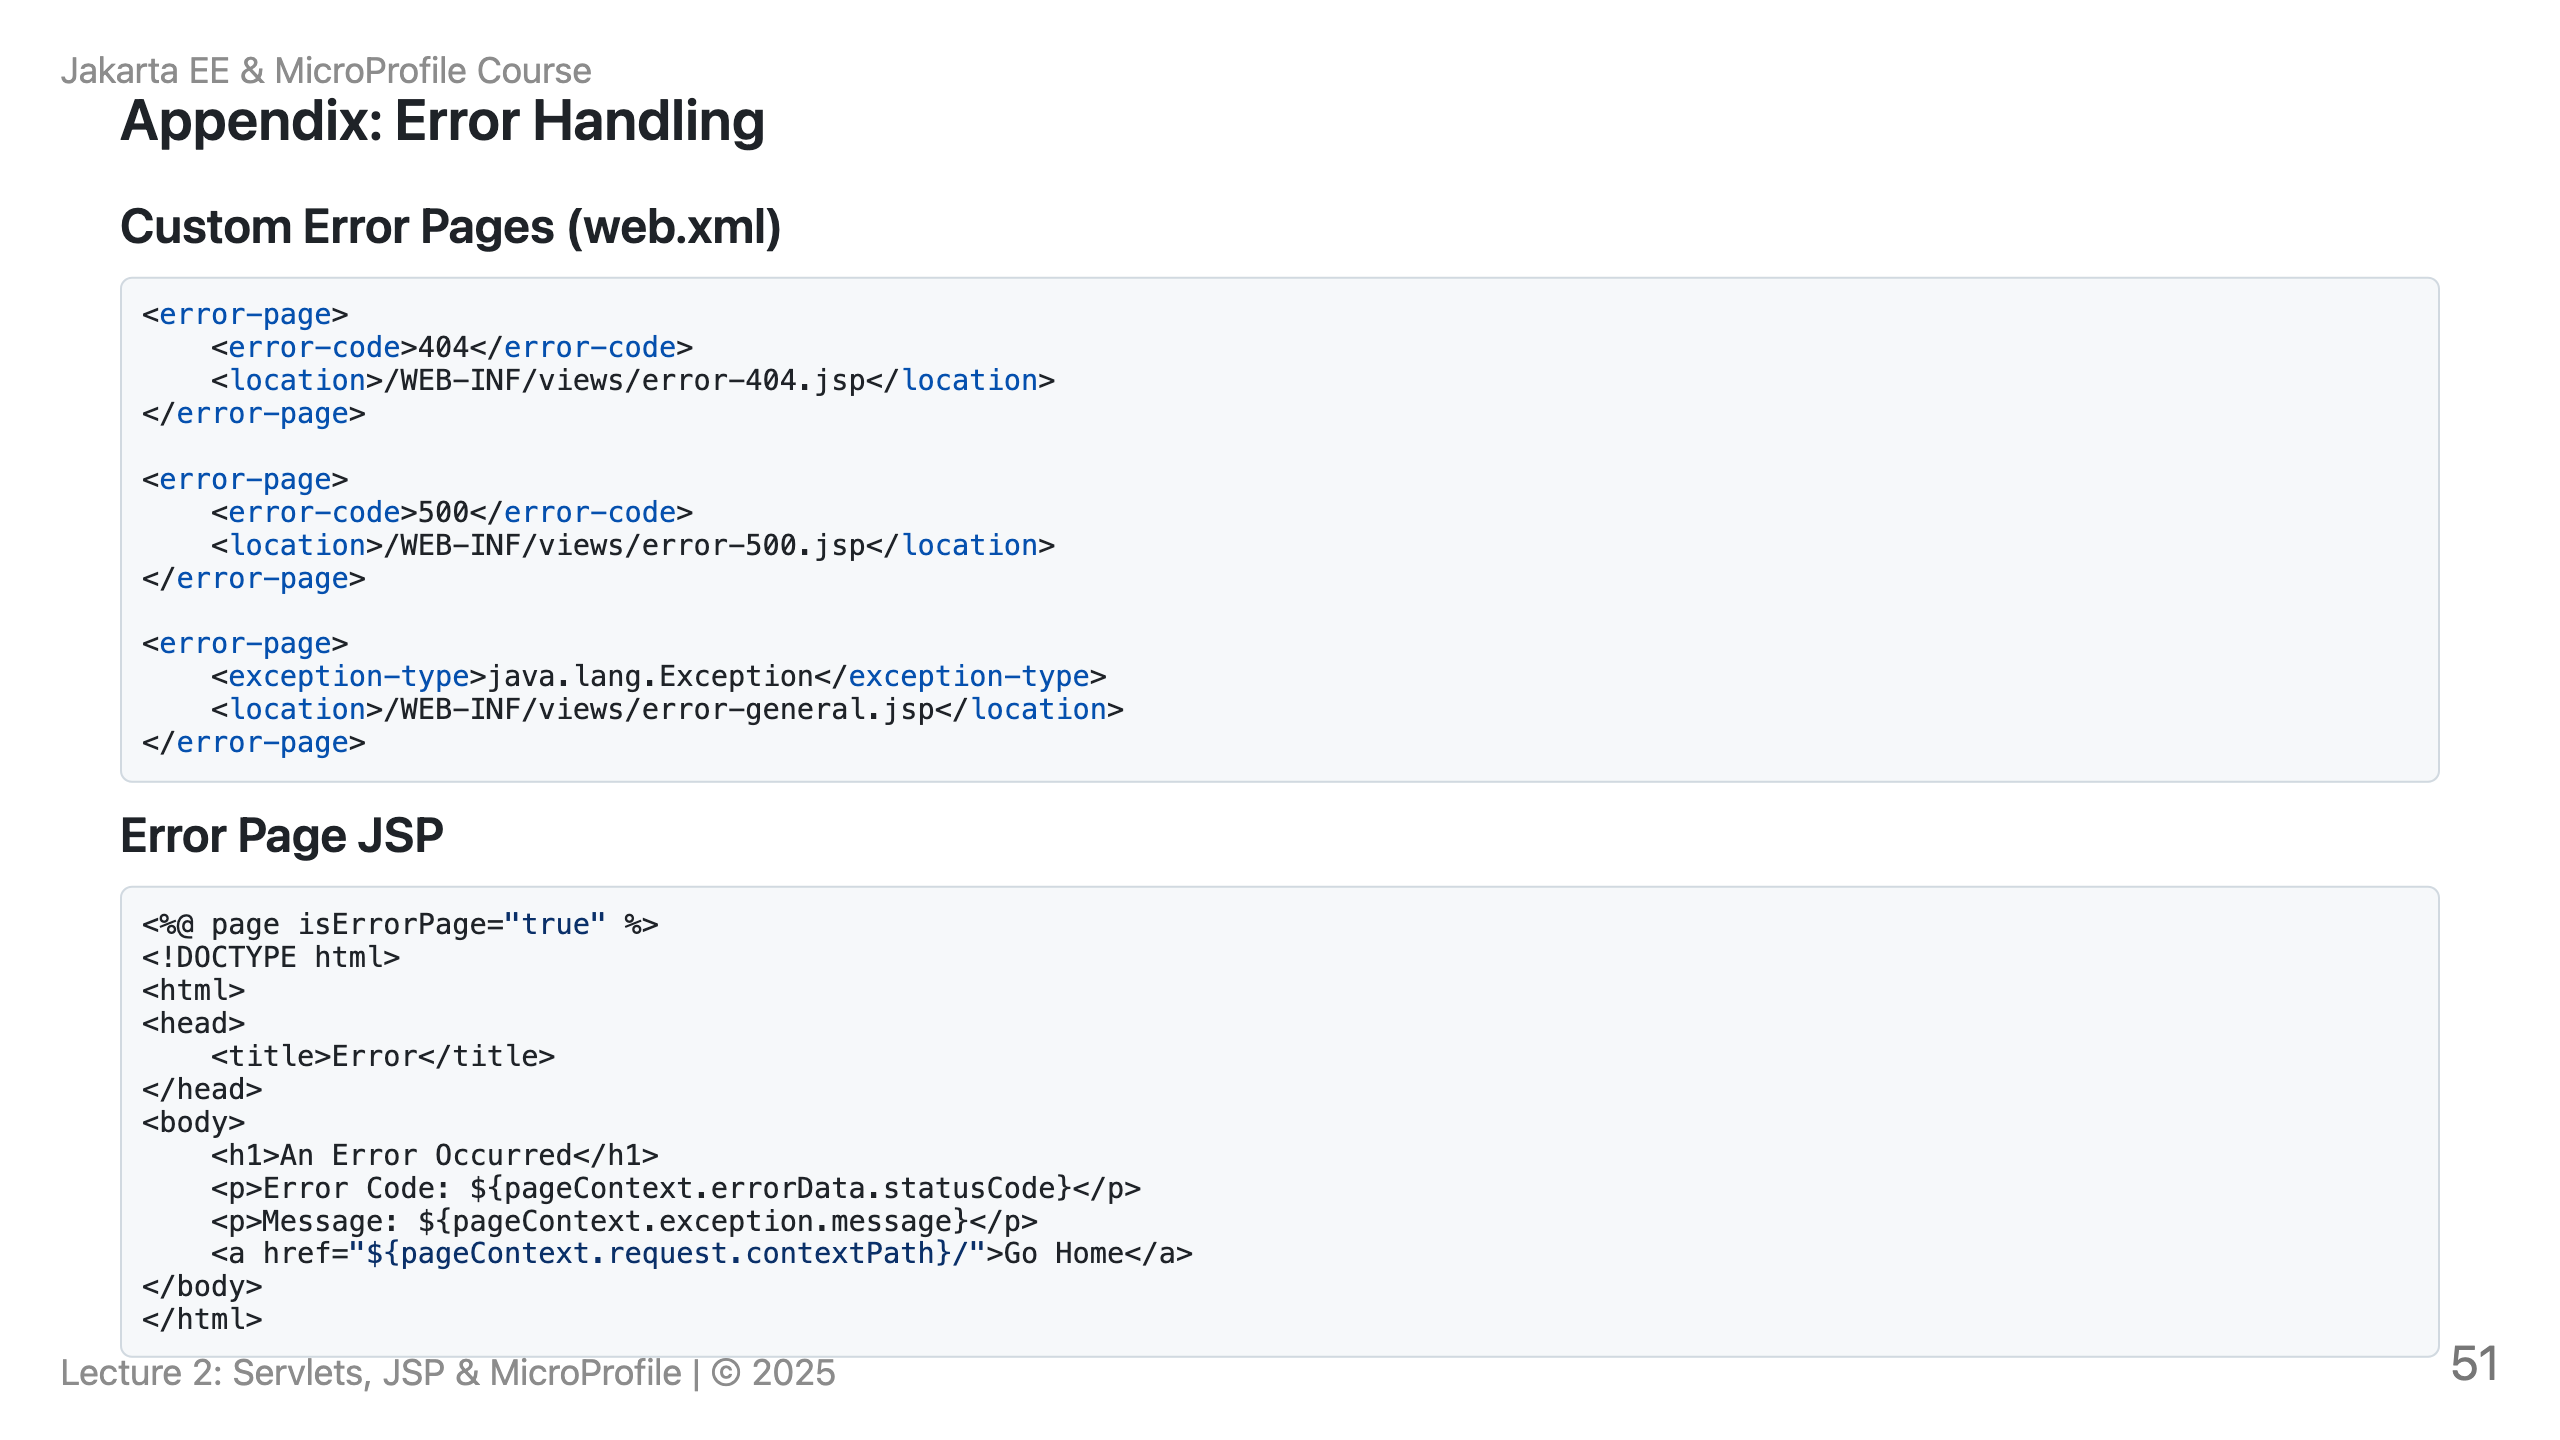 Jakarta EE & MicroProfile Course
Appendix: Error Handling
Custom Error Pages (web.xml)
<error-page>
    <error-code>404</error-code>
    <location>/WEB-INF/views/error-404.jsp</location>
</error-page>

<error-page>
    <error-code>500</error-code>
    <location>/WEB-INF/views/error-500.jsp</location>
</error-page>

<error-page>
    <exception-type>java.lang.Exception</exception-type>
    <location>/WEB-INF/views/error-general.jsp</location>
</error-page>
Error Page JSP
<%@ page isErrorPage="true" %>
<!DOCTYPE html>
<html>
<head>
    <title>Error</title>
</head>
<body>
    <h1>An Error Occurred</h1>
    <p>Error Code: ${pageContext.errorData.statusCode}</p>
    <p>Message: ${pageContext.exception.message}</p>
    <a href="${pageContext.request.contextPath}/">Go Home</a>
</body>
</html>
Lecture 2: Servlets, JSP & MicroProfile | © 2025
51